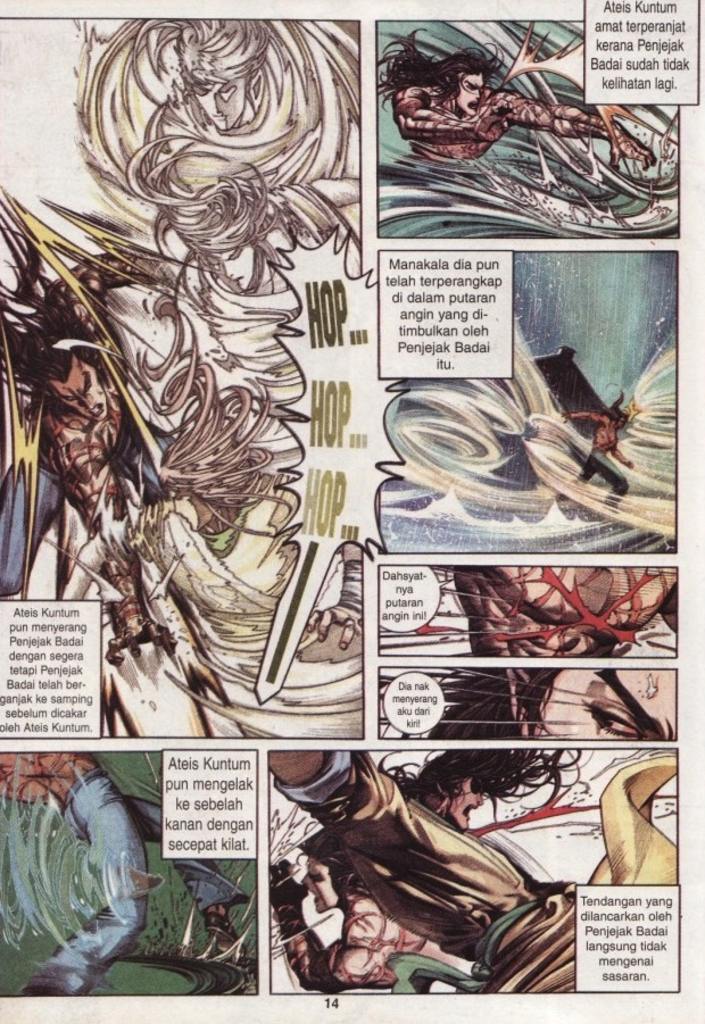 HOP...
HOP...
HOP...
!
Ateis Kuntum
pun menyerang
Penjejak Badai
dengan segera
tetapi Penjejak
Badai telah ber-
ganjak ke samping
sebelum dicakar
oleh Ateis Kuntum.
Ateis Kuntum
amat terperanjat
kerana Penjejak
Badai sudah tidak
kelihatan lagi.
Manakala dia pun
telah terperangkap
di dalam putaran
angin yang di-
timbulkan oleh
Penjejak Badai
itu.
Dahsyat-
nya
putaran
angin ini!
Dia nak
menyerang
aku dari
kiri!
Ateis Kuntum
pun mengelak
ke sebelah
kanan dengan
secepat kilat.
Tendangan yang
dilancarkan oleh
Penjejak Badai
langsung tidak
mengenai
sasaran.
14